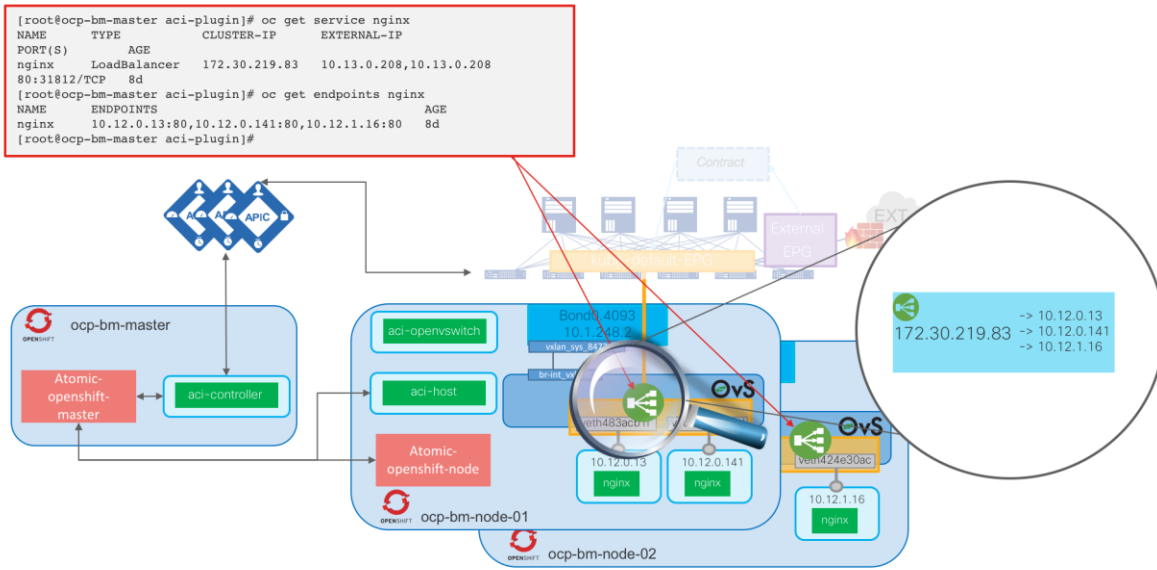 [root@ocp-bm-master aci-plugin]# oc get service nginx
NAME TYPE CLUSTER-IP EXTERNAL-IP
PORT(S) AGE
nginx LoadBalancer 172.30.219.83 10.13.0.208,10.13.0.208
80:31812/TCP 8d
[root@ocp-bm-master aci-plugin]# oc get endpoints nginx
NAME ENDPOINTS AGE
nginx 10.12.0.13:80,10.12.0.141:80,10.12.1.16:80 8d
[root@ocp-bm-master aci-plugin]#
Contract
APIC
EXT
External
EPG
kube-default-EPG
ocp-bm-master
OPENSHIFT
Atomic-
openshift-
master
aci-controller
aci-openvswitch
aci-host
Atomic-
openshift-node
Bond0.4093
10.1.248.2
vxlan_sys_8472
OvS
OvS
veth424e30ac
10.12.0.13
nginx
10.12.0.141
nginx
10.12.1.16
nginx
OPENSHIFT
ocp-bm-node-01
OPENSHIFT
ocp-bm-node-02
172.30.219.83
-> 10.12.0.13
-> 10.12.0.141
-> 10.12.1.16